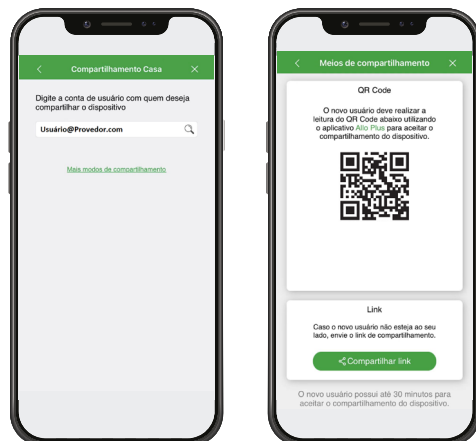 Compartilhamento Casa
Digite a conta de usuário com quem deseja
compartilhar o dispositivo
Usuário@Provedor.com
Mais modos de compartilhamento
Meios de compartilhamento
QR Code
O novo usuário deve realizar a
leitura do QR Code abaixo utilizando
o aplicativo Allo Plus para aceitar o
compartilhamento do dispositivo.
Link
Caso o novo usuário não esteja ao seu
lado, envie o link de compartilhamento.
Compartilhar link
O novo usuário possui até 30 minutos para
aceitar o compartilhamento do dispositivo.